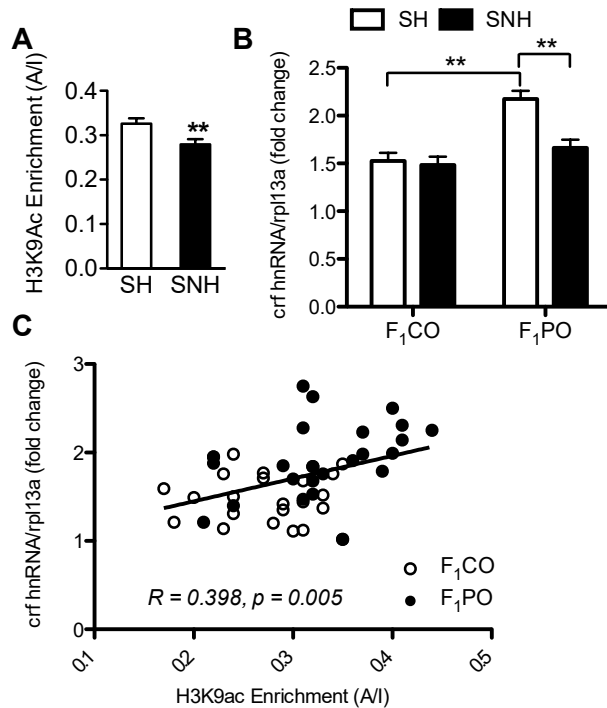 SH SNH
A
H3K9Ac Enrichment (A/I)
0.4
0.3
0.2
0.1
0.0
**
SH SNH
B
crf hnRNA/rpl13a (fold change)
2.5
2.0
1.5
1.0
0.5
0.0
** **
F₁CO F₁PO
C
crf hnRNA/rpl13a (fold change)
3
2
1
0
F₁CO
F₁PO
R = 0.398, p = 0.005
0.1 0.2 0.3 0.4 0.5
H3K9ac Enrichment (A/I)